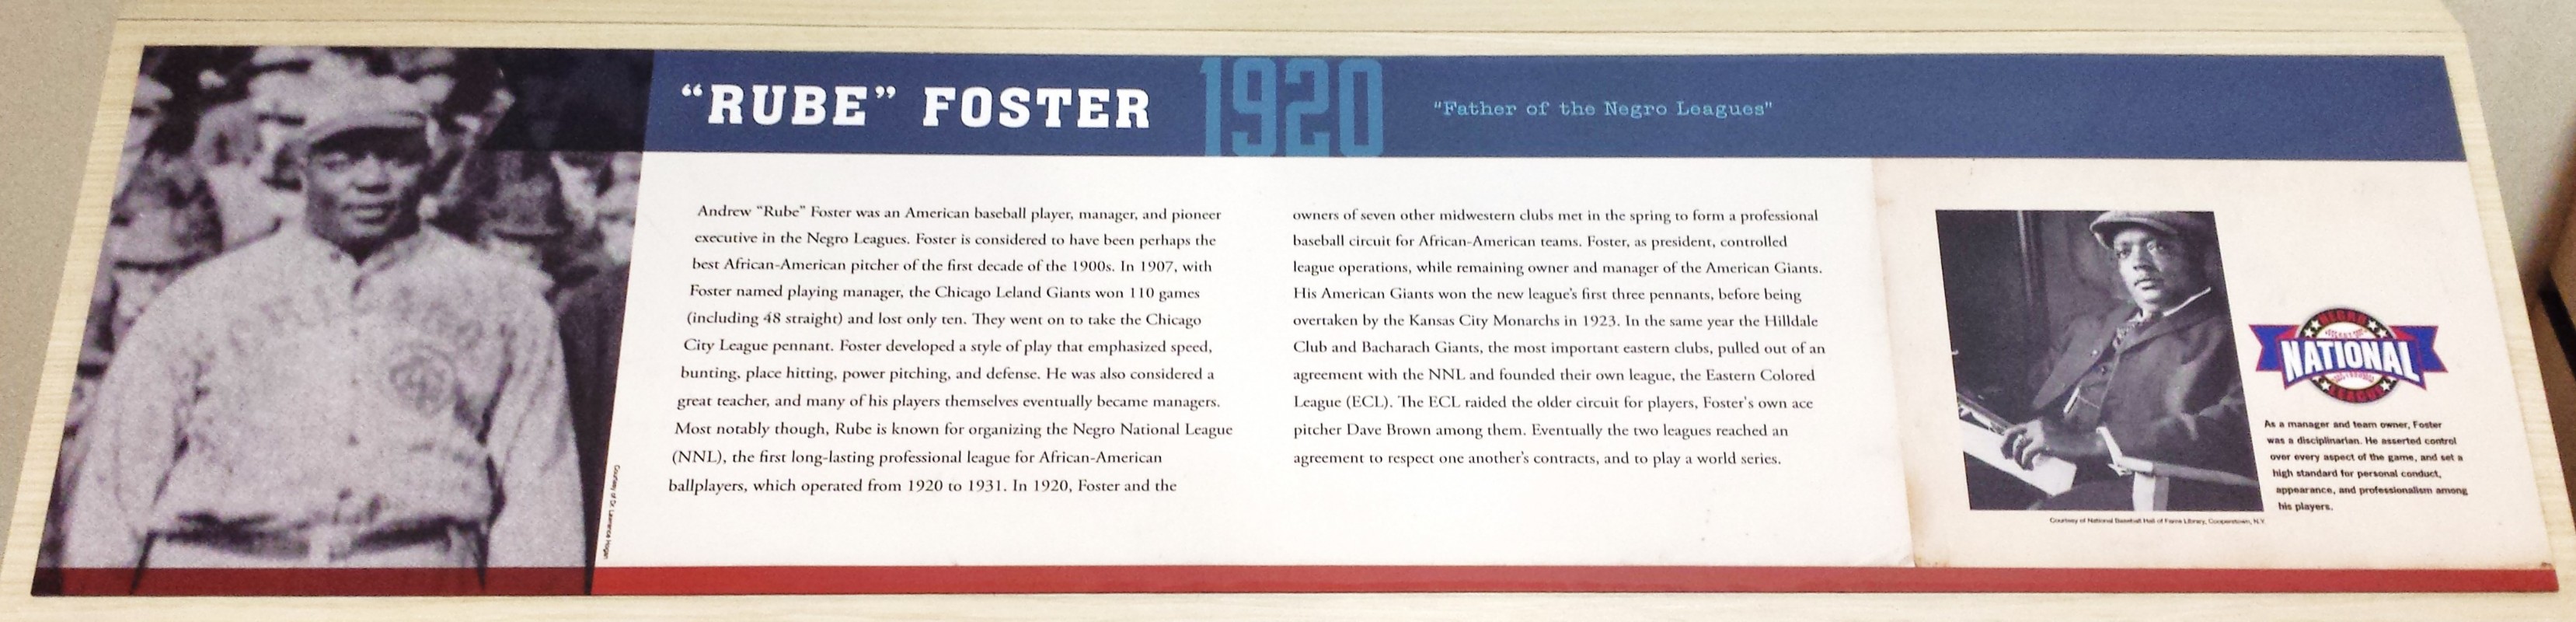 "RUBE" FOSTER
1920
"Father of the Negro Leagues"
Andrew "Rube" Foster was an American baseball player, manager, and pioneer
executive in the Negro Leagues. Foster is considered to have been perhaps the
best African-American pitcher of the first decade of the 1900s. In 1907, with
Foster named playing manager, the Chicago Leland Giants won 110 games
(including 48 straight) and lost only ten. They went on to take the Chicago
City League pennant. Foster developed a style of play that emphasized speed,
bunting, place hitting, power pitching, and defense. He was also considered a
great teacher, and many of his players themselves eventually became managers.
Most notably though, Rube is known for organizing the Negro National League
(NNL), the first long-lasting professional league for African-American
ballplayers, which operated from 1920 to 1931. In 1920, Foster and the
owners of seven other midwestern clubs met in the spring to form a professional
baseball circuit for African-American teams. Foster, as president, controlled
league operations, while remaining owner and manager of the American Giants.
His American Giants won the new league's first three pennants, before being
overtaken by the Kansas City Monarchs in 1923. In the same year the Hilldale
Club and Bacharach Giants, the most important eastern clubs, pulled out of an
agreement with the NNL and founded their own league, the Eastern Colored
League (ECL). The ECL raided the older circuit for players, Foster's own ace
pitcher Dave Brown among them. Eventually the two leagues reached an
agreement to respect one another's contracts, and to play a world series.
Courtesy of Dr. Lawrence Hogan
NEGRO
NATIONAL
LEAGUE
As a manager and team owner, Foster
was a disciplinarian. He asserted control
over every aspect of the game, and set a
high standard for personal conduct,
appearance, and professionalism among
his players.
Courtesy of National Baseball Hall of Fame Library, Cooperstown, N.Y.